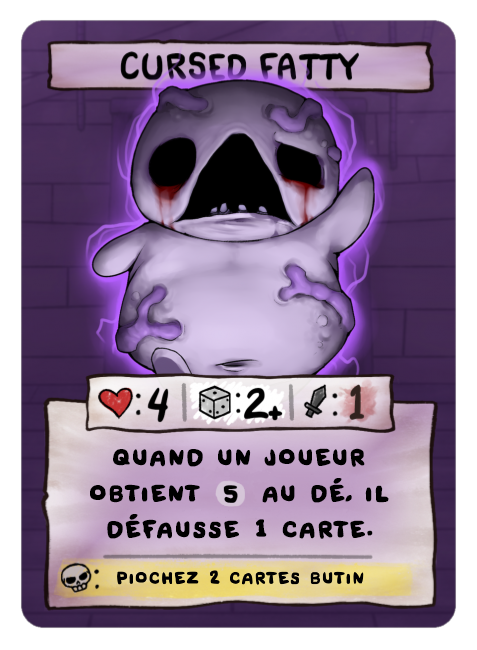 CURSED FATTY
:4 | :2+ | :1
QUAND UN JOUEUR
OBTIENT 5 AU DÉ, IL
DÉFAUSSE 1 CARTE.
: PIOCHEZ 2 CARTES BUTIN